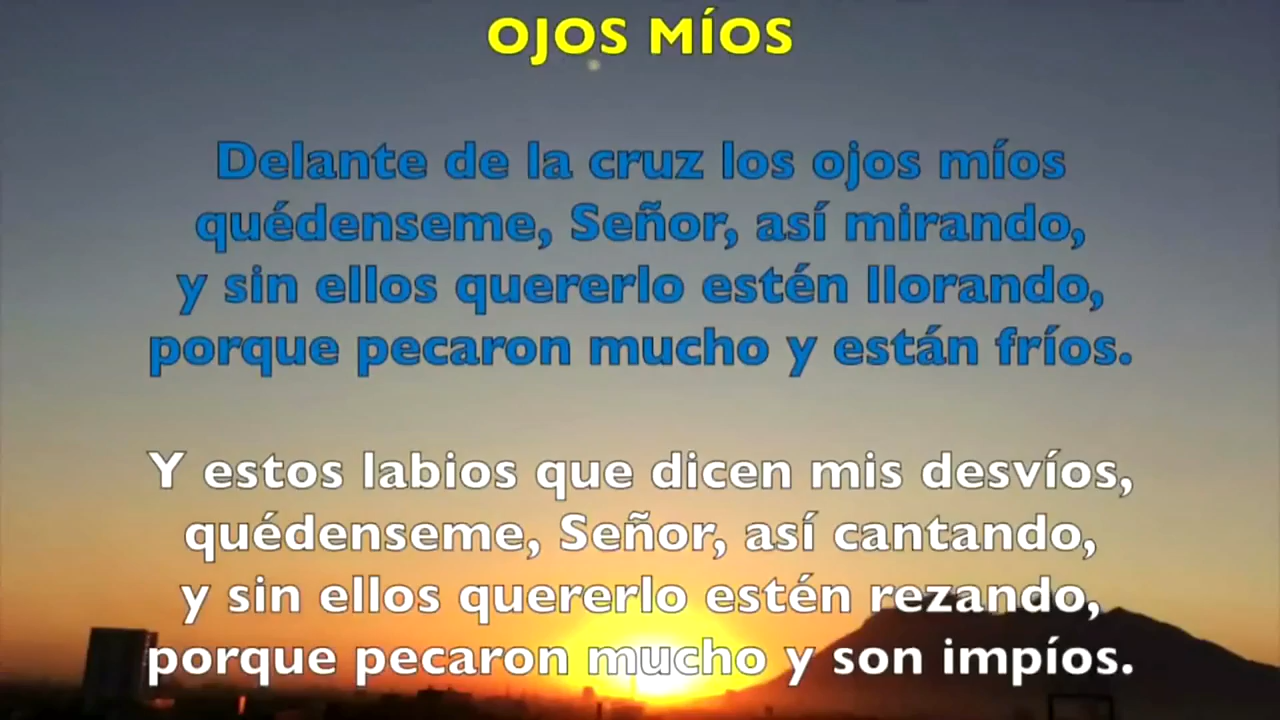 OJOS MÍOS
Delante de la cruz los ojos míos
quédenseme, Señor, así mirando,
y sin ellos quererlo estén llorando,
porque pecaron mucho y están fríos.
Y estos labios que dicen mis desvíos,
quédenseme, Señor, así cantando,
y sin ellos quererlo estén rezando,
porque pecaron mucho y son impíos.